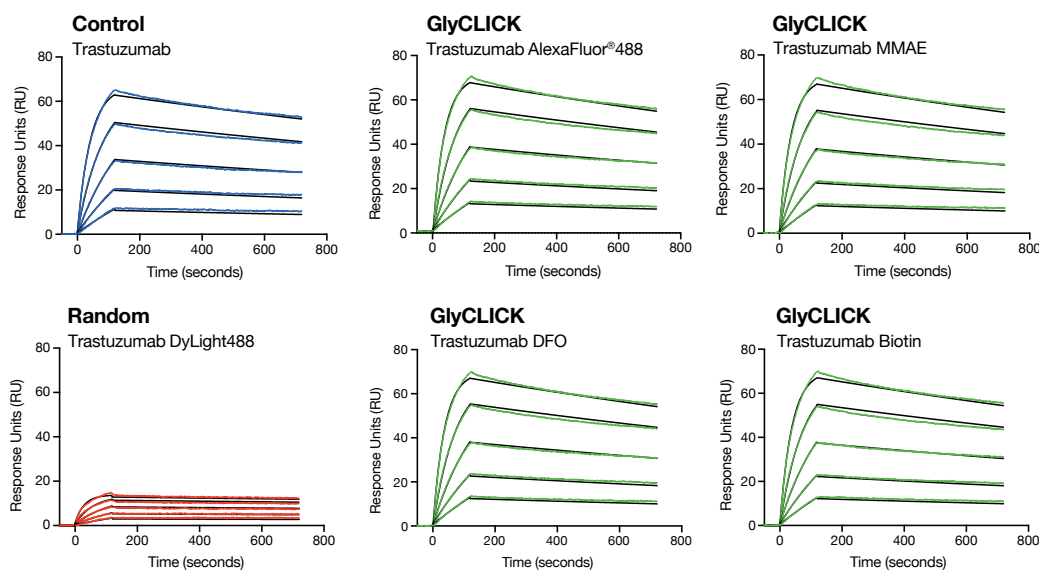 Control
Trastuzumab
80
60
40
20
0
Response Units (RU)
0 200 400 600 800
Time (seconds)
GlyCLICK
Trastuzumab AlexaFluor®488
80
60
40
20
0
Response Units (RU)
0 200 400 600 800
Time (seconds)
GlyCLICK
Trastuzumab MMAE
80
60
40
20
0
Response Units (RU)
0 200 400 600 800
Time (seconds)
Random
Trastuzumab DyLight488
80
60
40
20
0
Response Units (RU)
0 200 400 600 800
Time (seconds)
GlyCLICK
Trastuzumab DFO
80
60
40
20
0
Response Units (RU)
0 200 400 600 800
Time (seconds)
GlyCLICK
Trastuzumab Biotin
80
60
40
20
0
Response Units (RU)
0 200 400 600 800
Time (seconds)